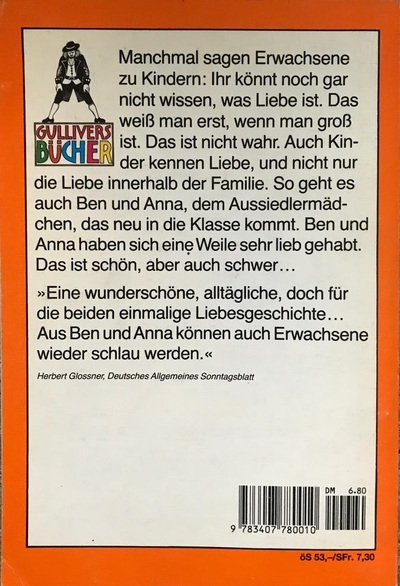 GULLIVERS
BÜCHER
Manchmal sagen Erwachsene
zu Kindern: Ihr könnt noch gar
nicht wissen, was Liebe ist. Das
weiß man erst, wenn man groß
ist. Das ist nicht wahr. Auch Kin-
der kennen Liebe, und nicht nur
die Liebe innerhalb der Familie. So geht es
auch Ben und Anna, dem Aussiedlermäd-
chen, das neu in die Klasse kommt. Ben und
Anna haben sich eine Weile sehr lieb gehabt.
Das ist schön, aber auch schwer...
»Eine wunderschöne, alltägliche, doch für
die beiden einmalige Liebesgeschichte...
Aus Ben und Anna können auch Erwachsene
wieder schlau werden.«
Herbert Glossner, Deutsches Allgemeines Sonntagsblatt
DM 6.80
9 783407 780010
öS 53,–/SFr. 7,30